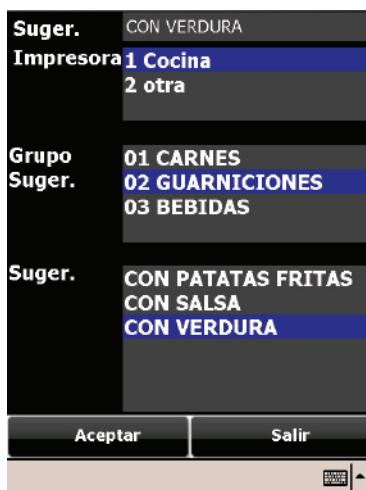 Suger. CON VERDURA
Impresora 1 Cocina
2 otra
Grupo 01 CARNES
Suger. 02 GUARNICIONES
03 BEBIDAS
Suger. CON PATATAS FRITAS
CON SALSA
CON VERDURA
Aceptar Salir